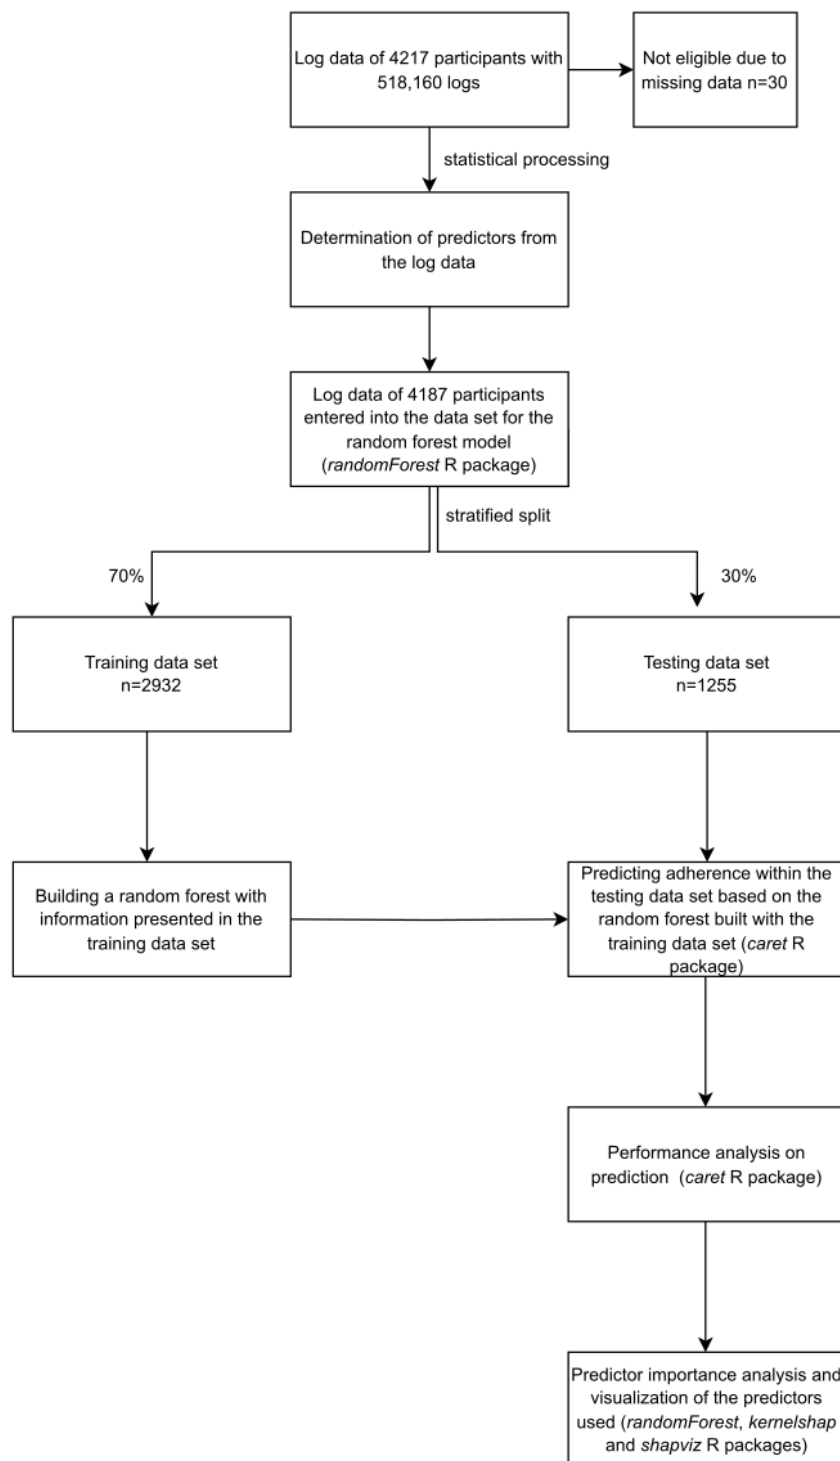 Log data of 4217 participants with
518,160 logs
Not eligible due to
missing data n=30
statistical processing
Determination of predictors from
the log data
Log data of 4187 participants
entered into the data set for the
random forest model
(randomForest R package)
stratified split
70%
30%
Training data set
n=2932
Testing data set
n=1255
Building a random forest with
information presented in the
training data set
Predicting adherence within the
testing data set based on the
random forest built with the
training data set (caret R
package)
Performance analysis on
prediction (caret R package)
Predictor importance analysis and
visualization of the predictors
used (randomForest, kernelshap
and shapviz R packages)